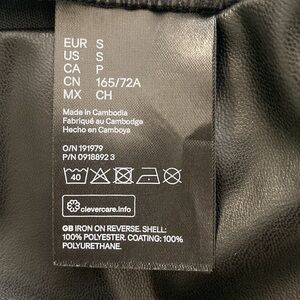 EUR S
US S
CA P
CN 165/72A
MX CH
Made in Cambodia
Fabriqué au Cambodge
Hecho en Camboya
O/N 191979
P/N 0918892 3
40
clevercare.info
GB IRON ON REVERSE. SHELL:
100% POLYESTER. COATING: 100%
POLYURETHANE.